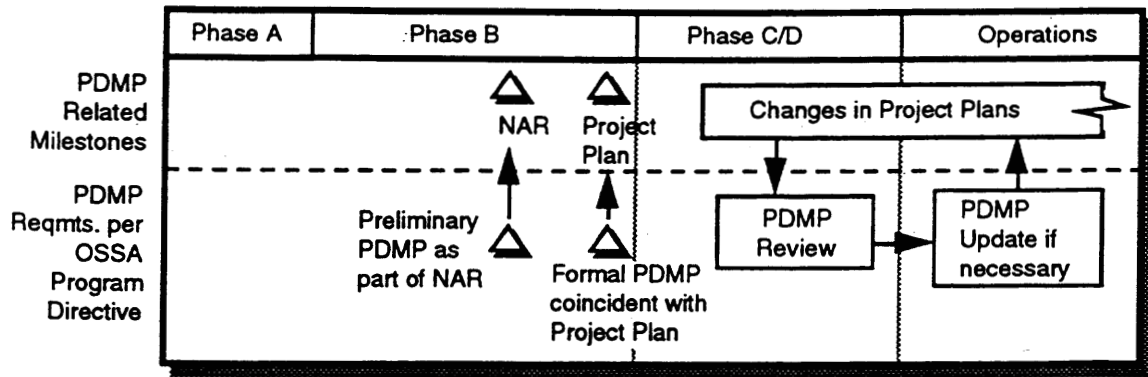 Phase A
Phase B
Phase C/D
Operations
PDMP
Related
Milestones
NAR
Project
Plan
Changes in Project Plans
PDMP
Reqmts. per
OSSA
Program
Directive
Preliminary
PDMP as
part of NAR
Formal PDMP
coincident with
Project Plan
PDMP
Review
PDMP
Update if
necessary